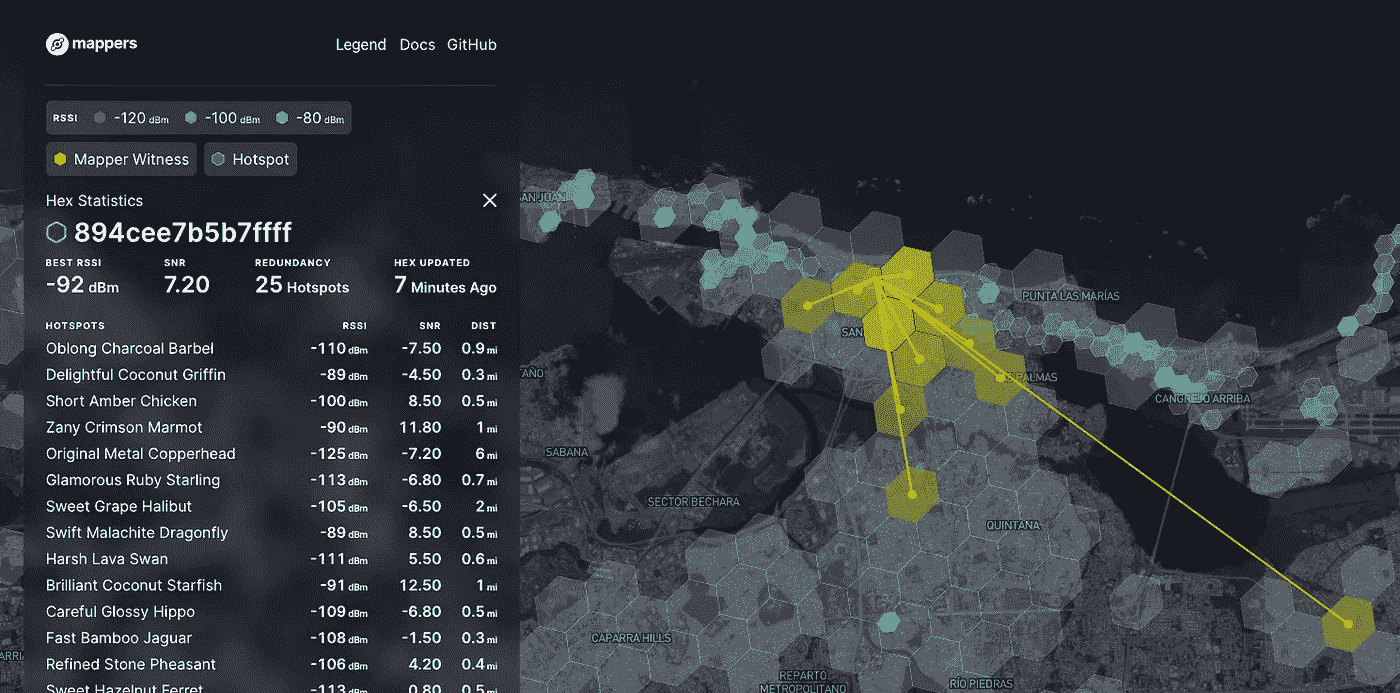 mappers
Legend Docs GitHub
RSSI -120 dBm -100 dBm -80 dBm
Mapper Witness Hotspot
Hex Statistics
894cee7b5b7ffff
BEST RSSI SNR REDUNDANCY HEX UPDATED
-92 dBm 7.20 25 Hotspots 7 Minutes Ago
HOTSPOTS RSSI SNR DIST
Oblong Charcoal Barbel -110 dBm -7.50 0.9 mi
Delightful Coconut Griffin -89 dBm -4.50 0.3 mi
Short Amber Chicken -100 dBm 8.50 0.5 mi
Zany Crimson Marmot -90 dBm 11.80 1 mi
Original Metal Copperhead -125 dBm -7.20 6 mi
Glamorous Ruby Starling -113 dBm -6.80 0.7 mi
Sweet Grape Halibut -105 dBm -6.50 2 mi
Swift Malachite Dragonfly -89 dBm 8.50 0.5 mi
Harsh Lava Swan -111 dBm 5.50 0.6 mi
Brilliant Coconut Starfish -91 dBm 12.50 1 mi
Careful Glossy Hippo -109 dBm -6.80 0.5 mi
Fast Bamboo Jaguar -108 dBm -1.50 0.3 mi
Refined Stone Pheasant -106 dBm 4.20 0.4 mi
Sweet Hazelnut Ferret -113 dBm 0.80 0.5 mi
SAN JUAN
PUNTA LAS MARÍAS
SAN
AÑO
PALMAS
CANGREJO ARRIBA
SABANA
SECTOR BECHARA
QUINTANA
CAPARRA HILLS
ARRI
REPARTO
METROPOLITANO
RÍO PIEDRAS